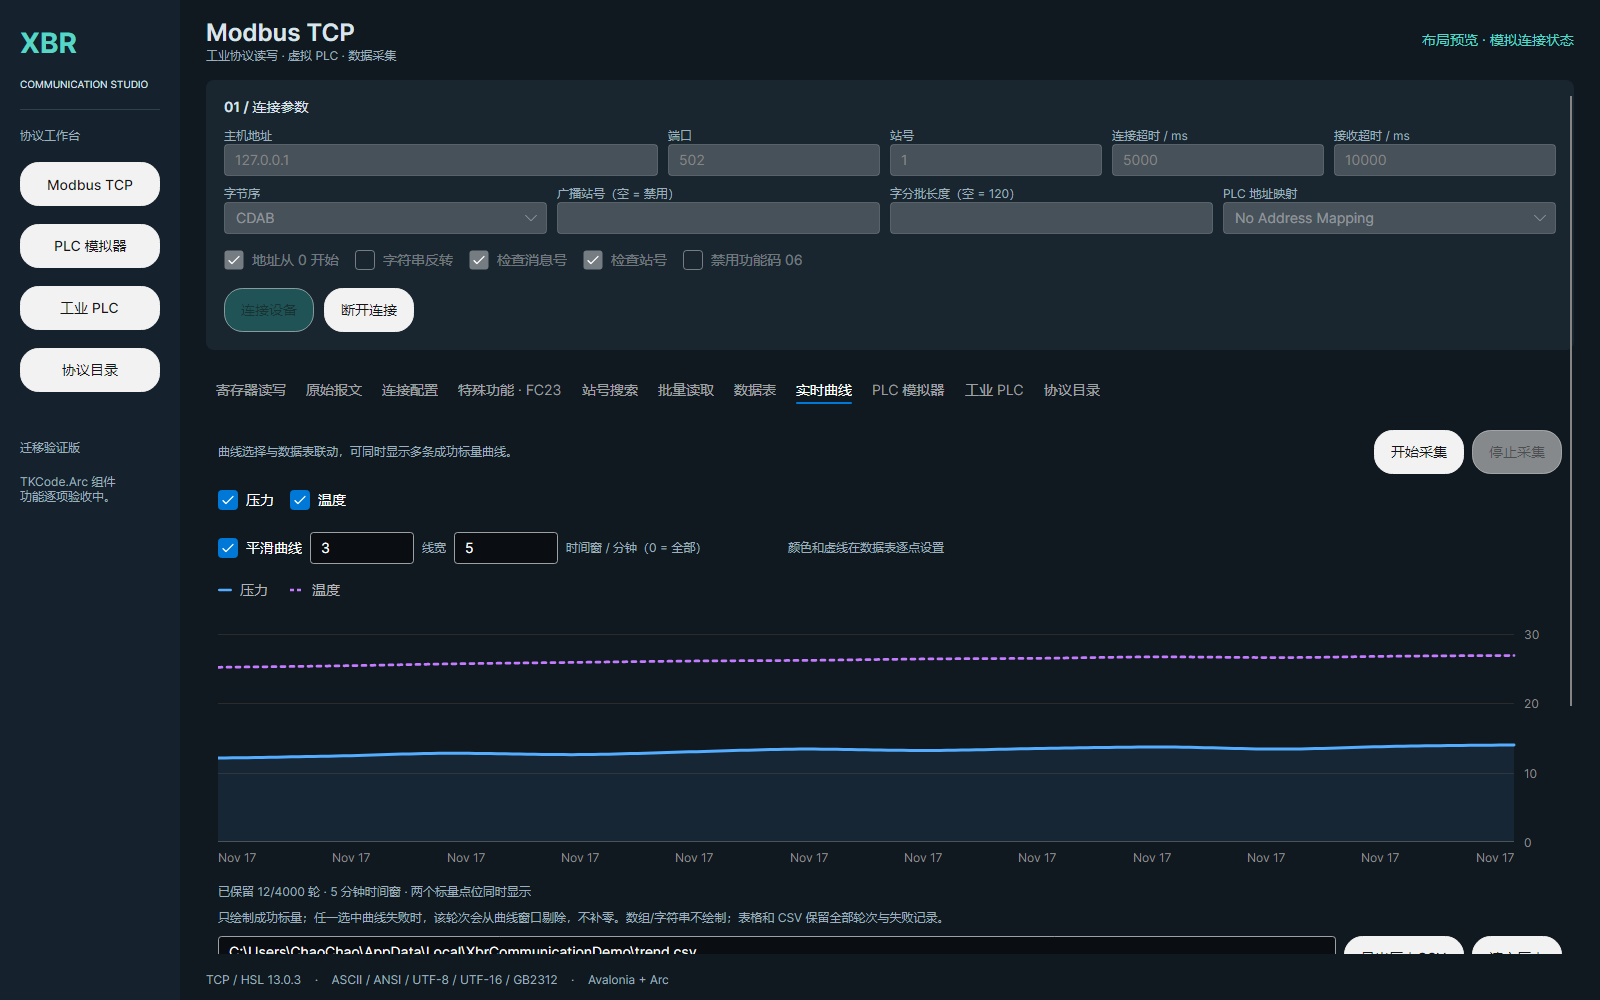 XBR
COMMUNICATION STUDIO
协议工作台
Modbus TCP
PLC 模拟器
工业 PLC
协议目录
迁移验证版
TKCode.Arc 组件
功能逐项验收中。
Modbus TCP
工业协议读写 · 虚拟 PLC · 数据采集
布局预览 · 模拟连接状态
01 / 连接参数
主机地址 端口 站号 连接超时 / ms 接收超时 / ms
127.0.0.1 502 1 5000 10000
字节序 广播站号（空 = 禁用） 字分批长度（空 = 120） PLC 地址映射
CDAB No Address Mapping
地址从 0 开始 字符串反转 检查消息号 检查站号 禁用功能码 06
连接设备 断开连接
寄存器读写 原始报文 连接配置 特殊功能 · FC23 站号搜索 批量读取 数据表 实时曲线 PLC 模拟器 工业 PLC 协议目录
曲线选择与数据表联动，可同时显示多条成功标量曲线。
开始采集 停止采集
压力 温度
平滑曲线 3 线宽 5 时间窗 / 分钟（0 = 全部） 颜色和虚线在数据表逐点设置
压力 温度
30
20
10
0
Nov 17 Nov 17 Nov 17 Nov 17 Nov 17 Nov 17 Nov 17 Nov 17 Nov 17 Nov 17 Nov 17 Nov 17
已保留 12/4000 轮 · 5 分钟时间窗 · 两个标量点位同时显示
只绘制成功标量；任一选中曲线失败时，该轮次会从曲线窗口剔除，不补零。数组/字符串不绘制；表格和 CSV 保留全部轮次与失败记录。
C:\Users\ChaoChao\AppData\Local\XbrCommunicationDemo\trend.csv
TCP / HSL 13.0.3 · ASCII / ANSI / UTF-8 / UTF-16 / GB2312 · Avalonia + Arc